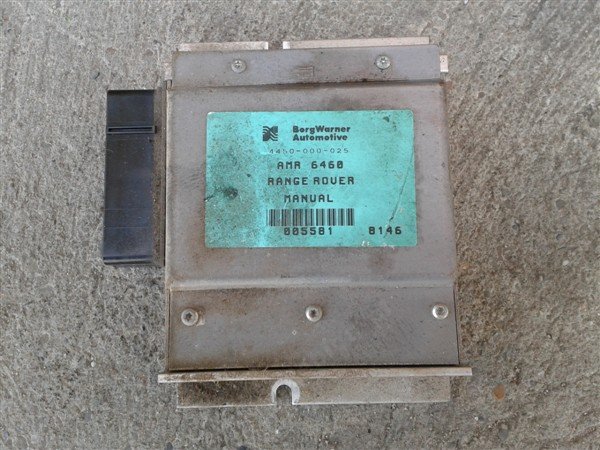 BorgWarner
Automotive
4450-000-025
AMR 6460
RANGE ROVER
MANUAL
005581 8146